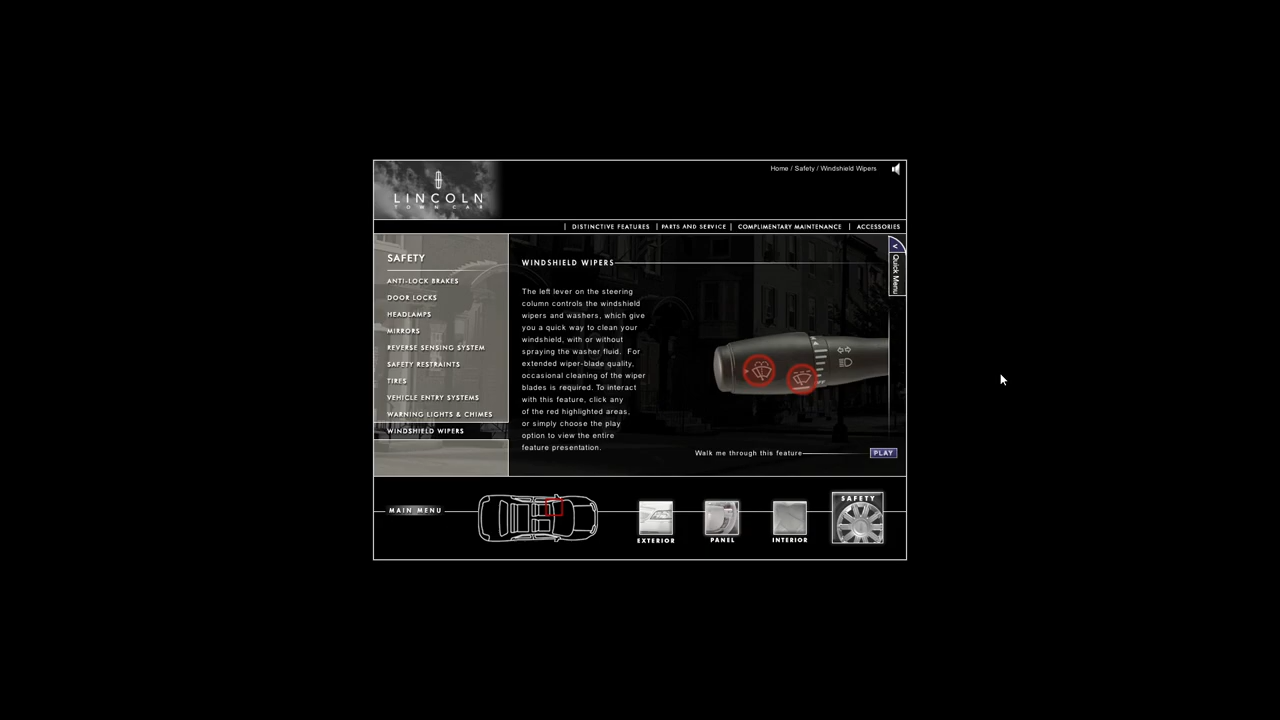 Home / Safety / Windshield Wipers
LINCOLN
TOWN CAR
DISTINCTIVE FEATURES
PARTS AND SERVICE
COMPLIMENTARY MAINTENANCE
ACCESSORIES
SAFETY
ANTI-LOCK BRAKES
DOOR LOCKS
HEADLAMPS
MIRRORS
REVERSE SENSING SYSTEM
SAFETY RESTRAINTS
TIRES
VEHICLE ENTRY SYSTEMS
WARNING LIGHTS & CHIMES
WINDSHIELD WIPERS
WINDSHIELD WIPERS
The left lever on the steering
column controls the windshield
wipers and washers, which give
you a quick way to clean your
windshield, with or without
spraying the washer fluid. For
extended wiper-blade quality,
occasional cleaning of the wiper
blades is required. To interact
with this feature, click any
of the red highlighted areas,
or simply choose the play
option to view the entire
feature presentation.
< Quick Menu
Walk me through this feature
PLAY
MAIN MENU
EXTERIOR
PANEL
INTERIOR
SAFETY